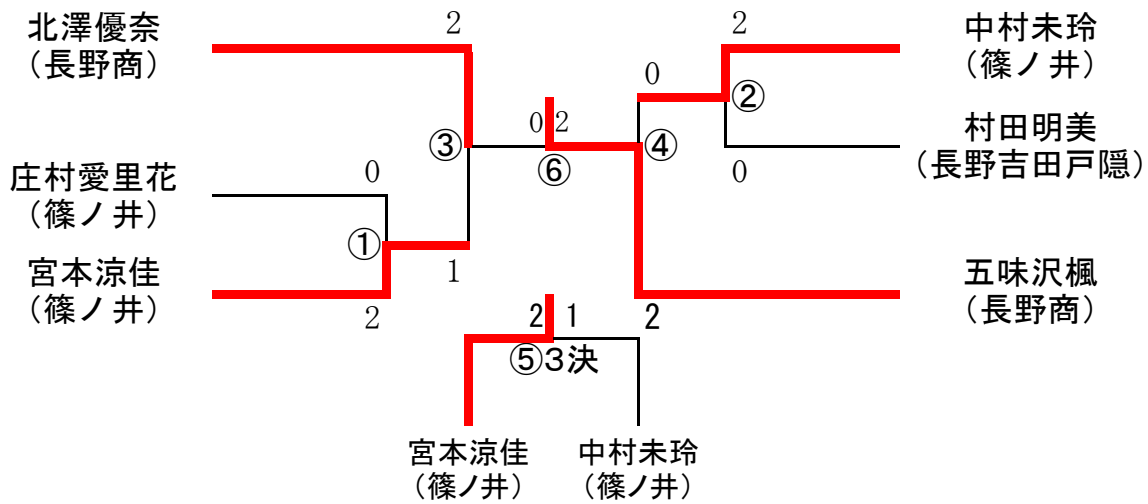 北澤優奈
（長野商）
2
2
中村未玲
（篠ノ井）
0
②
③
0
2
④
村田明美
（長野吉田戸隠）
⑥
0
庄村愛里花
（篠ノ井）
0
①
1
宮本涼佳
（篠ノ井）
2
五味沢楓
（長野商）
2
2
1
⑤３決
宮本涼佳
（篠ノ井）
中村未玲
（篠ノ井）